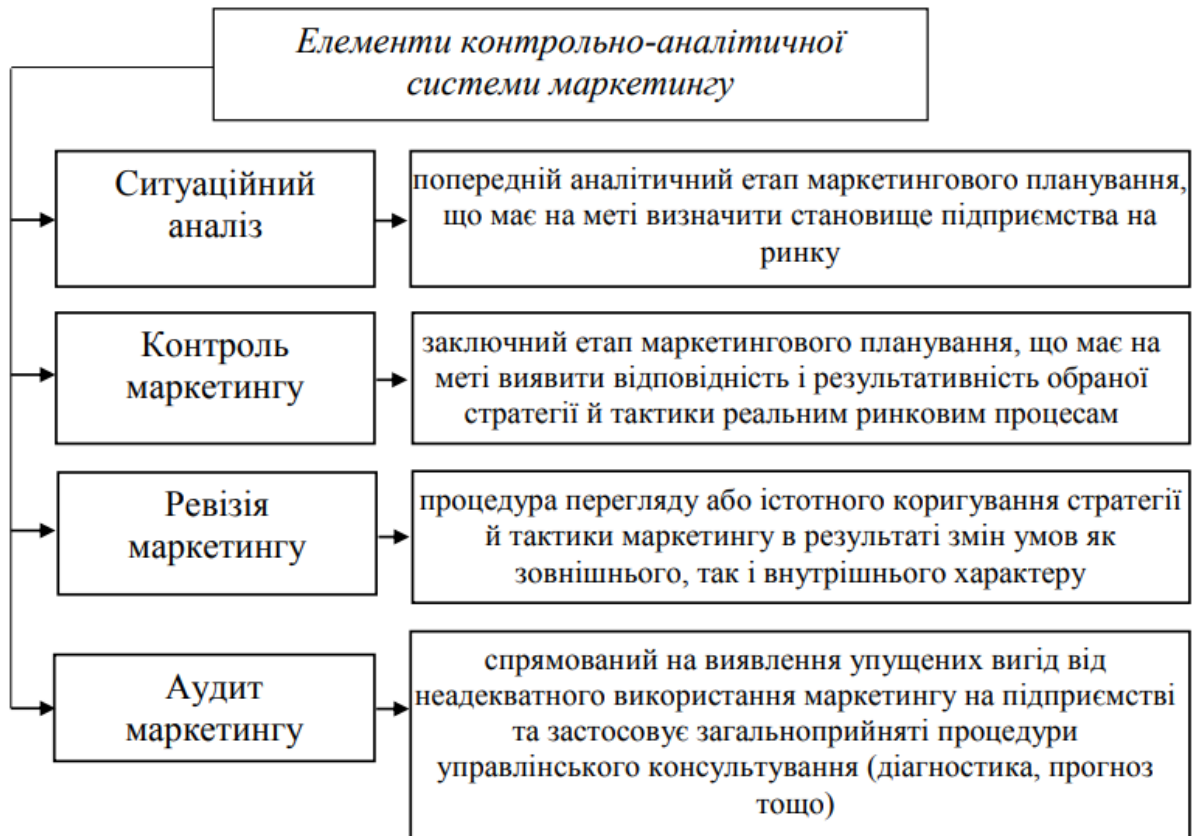 Елементи контрольно-аналітичної
системи маркетингу
Ситуаційний
аналіз
попередній аналітичний етап маркетингового планування,
що має на меті визначити становище підприємства на
ринку
Контроль
маркетингу
заключний етап маркетингового планування, що має на
меті виявити відповідність і результативність обраної
стратегії й тактики реальним ринковим процесам
Ревізія
маркетингу
процедура перегляду або істотного коригування стратегії
й тактики маркетингу в результаті змін умов як
зовнішнього, так і внутрішнього характеру
Аудит
маркетингу
спрямований на виявлення упущених вигід від
неадекватного використання маркетингу на підприємстві
та застосовує загальноприйняті процедури
управлінського консультування (діагностика, прогноз
тощо)